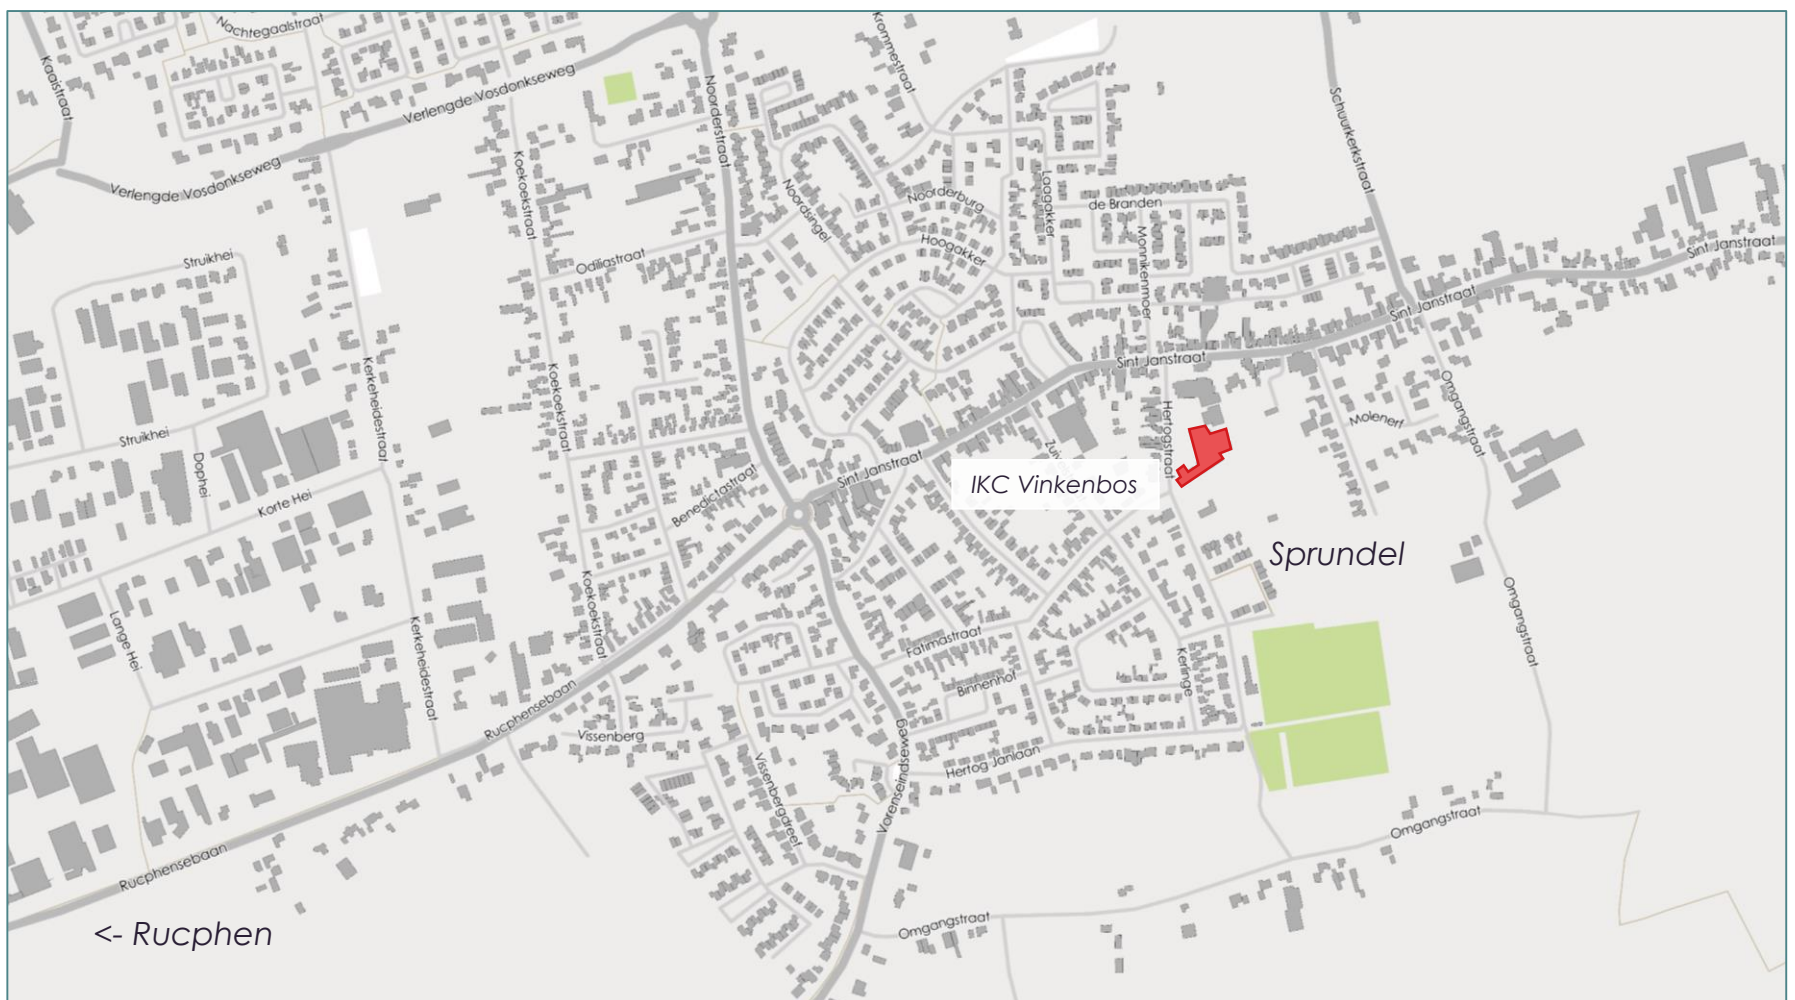 Nachtegaalstraat
Kaaistraat
Krommestraat
Verlengde Vosdonkseweg
Noorderstraat
Schuurkerkstraat
Verlengde Vosdonkseweg
Koekoekstraat
Noordsingel
Noorderburg
Laagakker
de Branden
Hoogakker
Monnikenmoer
Sint Janstraat
Struikhei
Odiliastraat
Sint Janstraat
Sint Janstraat
Kerkeheidestraat
Koekoekstraat
Hertogstraat
Molenerf
Omgangstraat
Struikhei
Dophei
Sint Janstraat
Benedictastraat
IKC Vinkenbos
Korte Hei
Sprundel
Koekoekstraat
Omgangstraat
Lange Hei
Kerkeheidestraat
Fatimastraat
Keringe
Binnenhof
Rucphensebaan
Vissenberg
Vorenseindseweg
Hertog Janlaan
Vissenbergdreef
Omgangstraat
Rucphensebaan
Omgangstraat
<- Rucphen